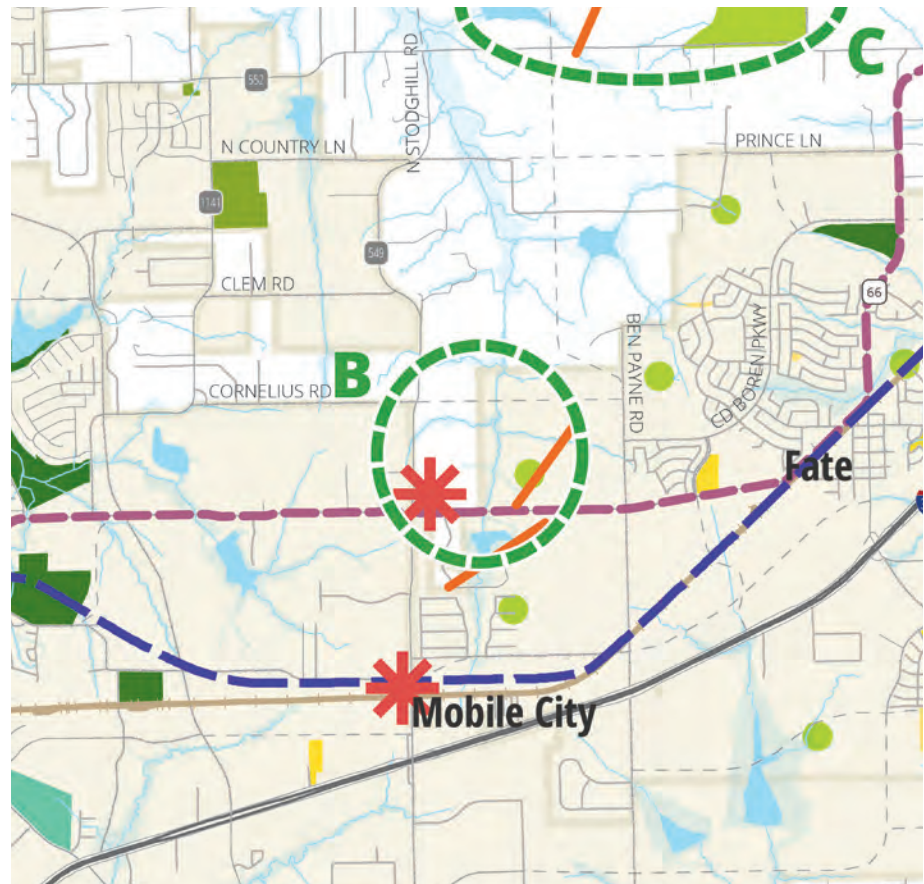 C
552
N STODGHILL RD
N COUNTRY LN
PRINCE LN
1141
549
CLEM RD
66
BEN PAYNE RD
CD BOREN PKWY
B
CORNELIUS RD
Fate
Mobile City